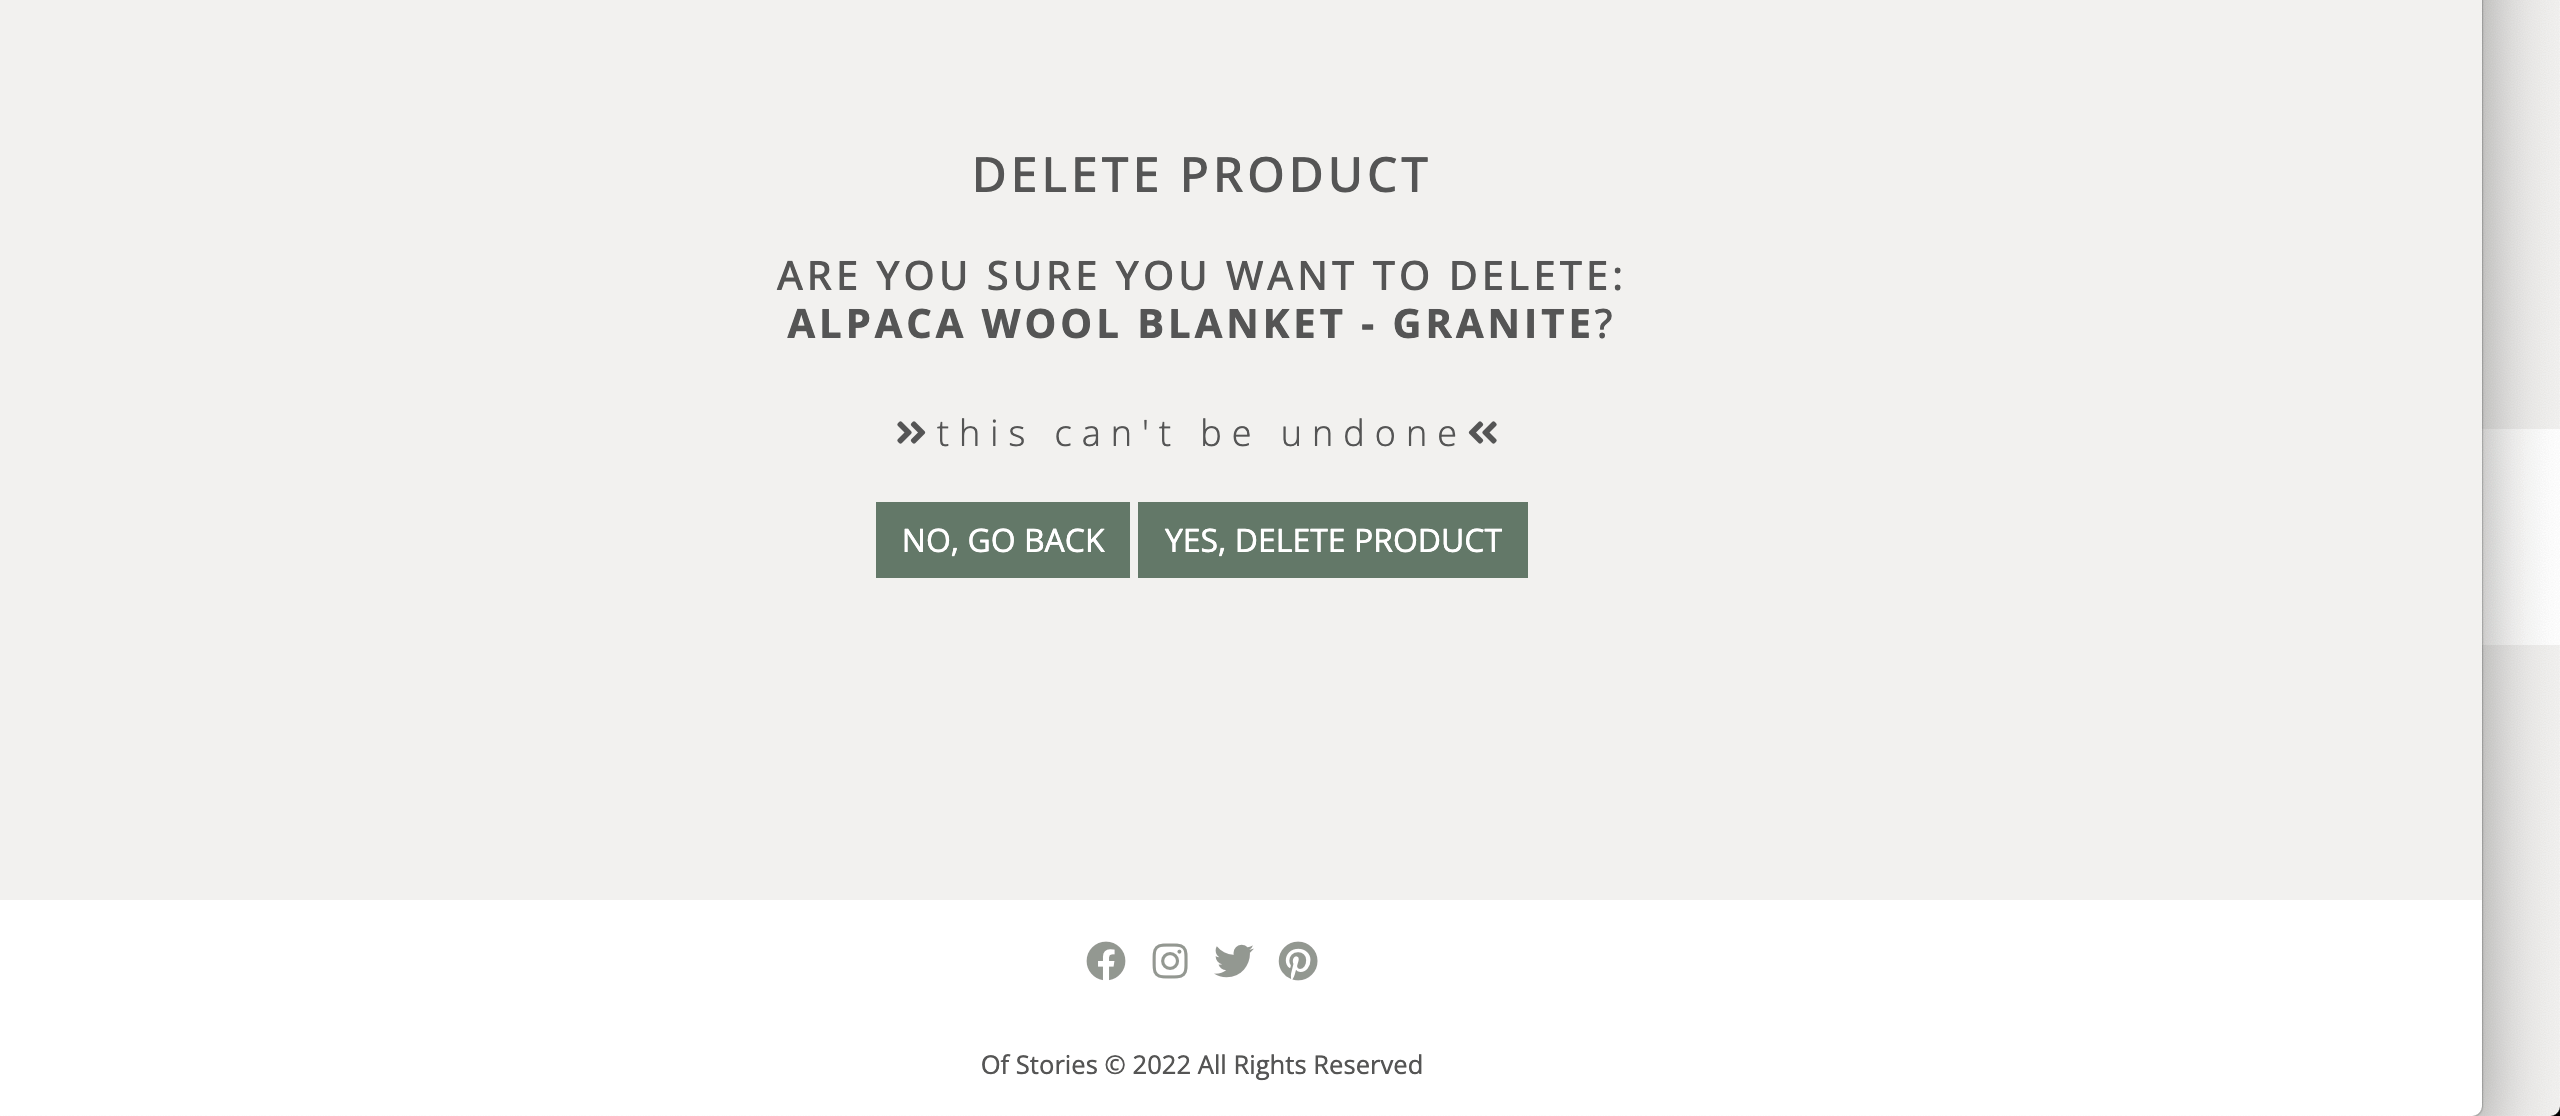 DELETE PRODUCT
ARE YOU SURE YOU WANT TO DELETE:
ALPACA WOOL BLANKET - GRANITE?
»this can't be undone«
NO, GO BACK
YES, DELETE PRODUCT
Of Stories © 2022 All Rights Reserved